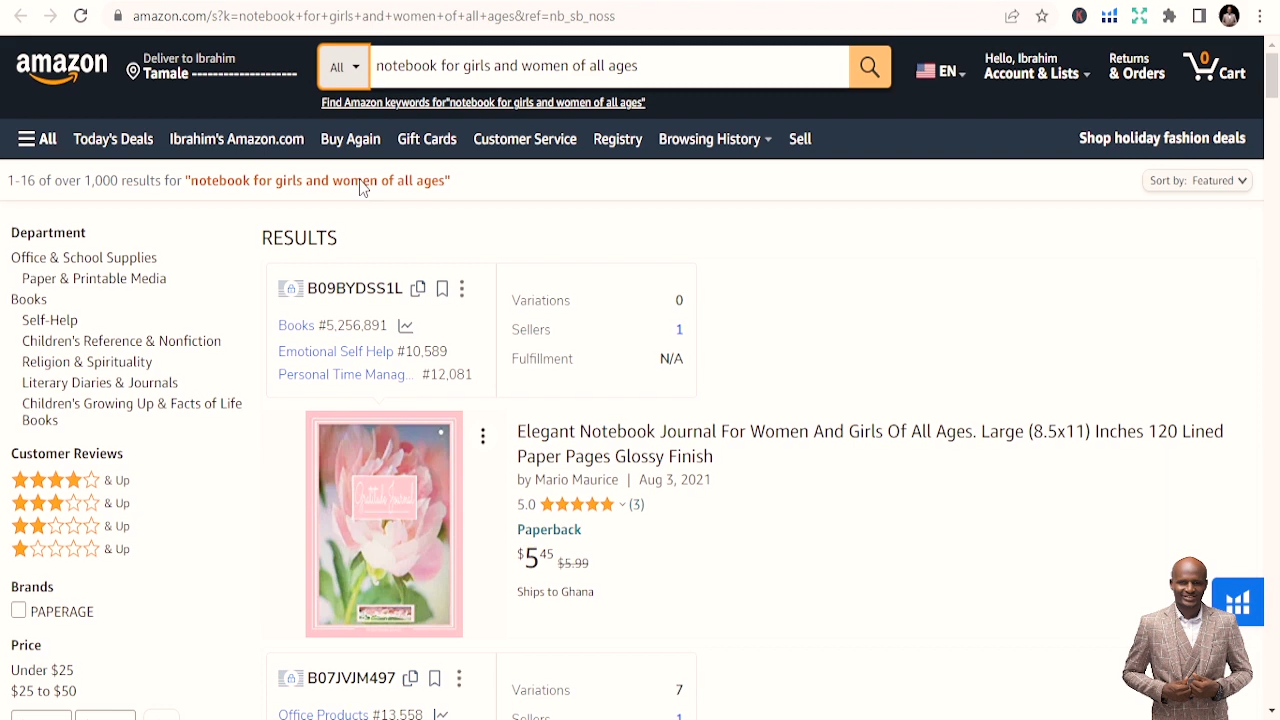 amazon.com/s?k=notebook+for+girls+and+women+of+all+ages&ref=nb_sb_noss
amazon
Deliver to Ibrahim
Tamale --------------------
All
notebook for girls and women of all ages
Find Amazon keywords for"notebook for girls and women of all ages"
EN
Hello, Ibrahim
Account & Lists
Returns
& Orders
0
Cart
All
Today's Deals
Ibrahim's Amazon.com
Buy Again
Gift Cards
Customer Service
Registry
Browsing History
Sell
Shop holiday fashion deals
1-16 of over 1,000 results for "notebook for girls and women of all ages"
Sort by: Featured
Department
Office & School Supplies
Paper & Printable Media
Books
Self-Help
Children's Reference & Nonfiction
Religion & Spirituality
Literary Diaries & Journals
Children's Growing Up & Facts of Life
Books
Customer Reviews
& Up
& Up
& Up
& Up
Brands
PAPERAGE
Price
Under $25
$25 to $50
RESULTS
B09BYDSS1L
Books #5,256,891
Emotional Self Help #10,589
Personal Time Manag... #12,081
Variations 0
Sellers 1
Fulfillment N/A
Gratitude Journal
Elegant Notebook Journal For Women And Girls Of All Ages. Large (8.5x11) Inches 120 Lined
Paper Pages Glossy Finish
by Mario Maurice | Aug 3, 2021
5.0 (3)
Paperback
$5.45 $5.99
Ships to Ghana
B07JVJM497
Office Products #13,558
Variations 7
Sellers 1